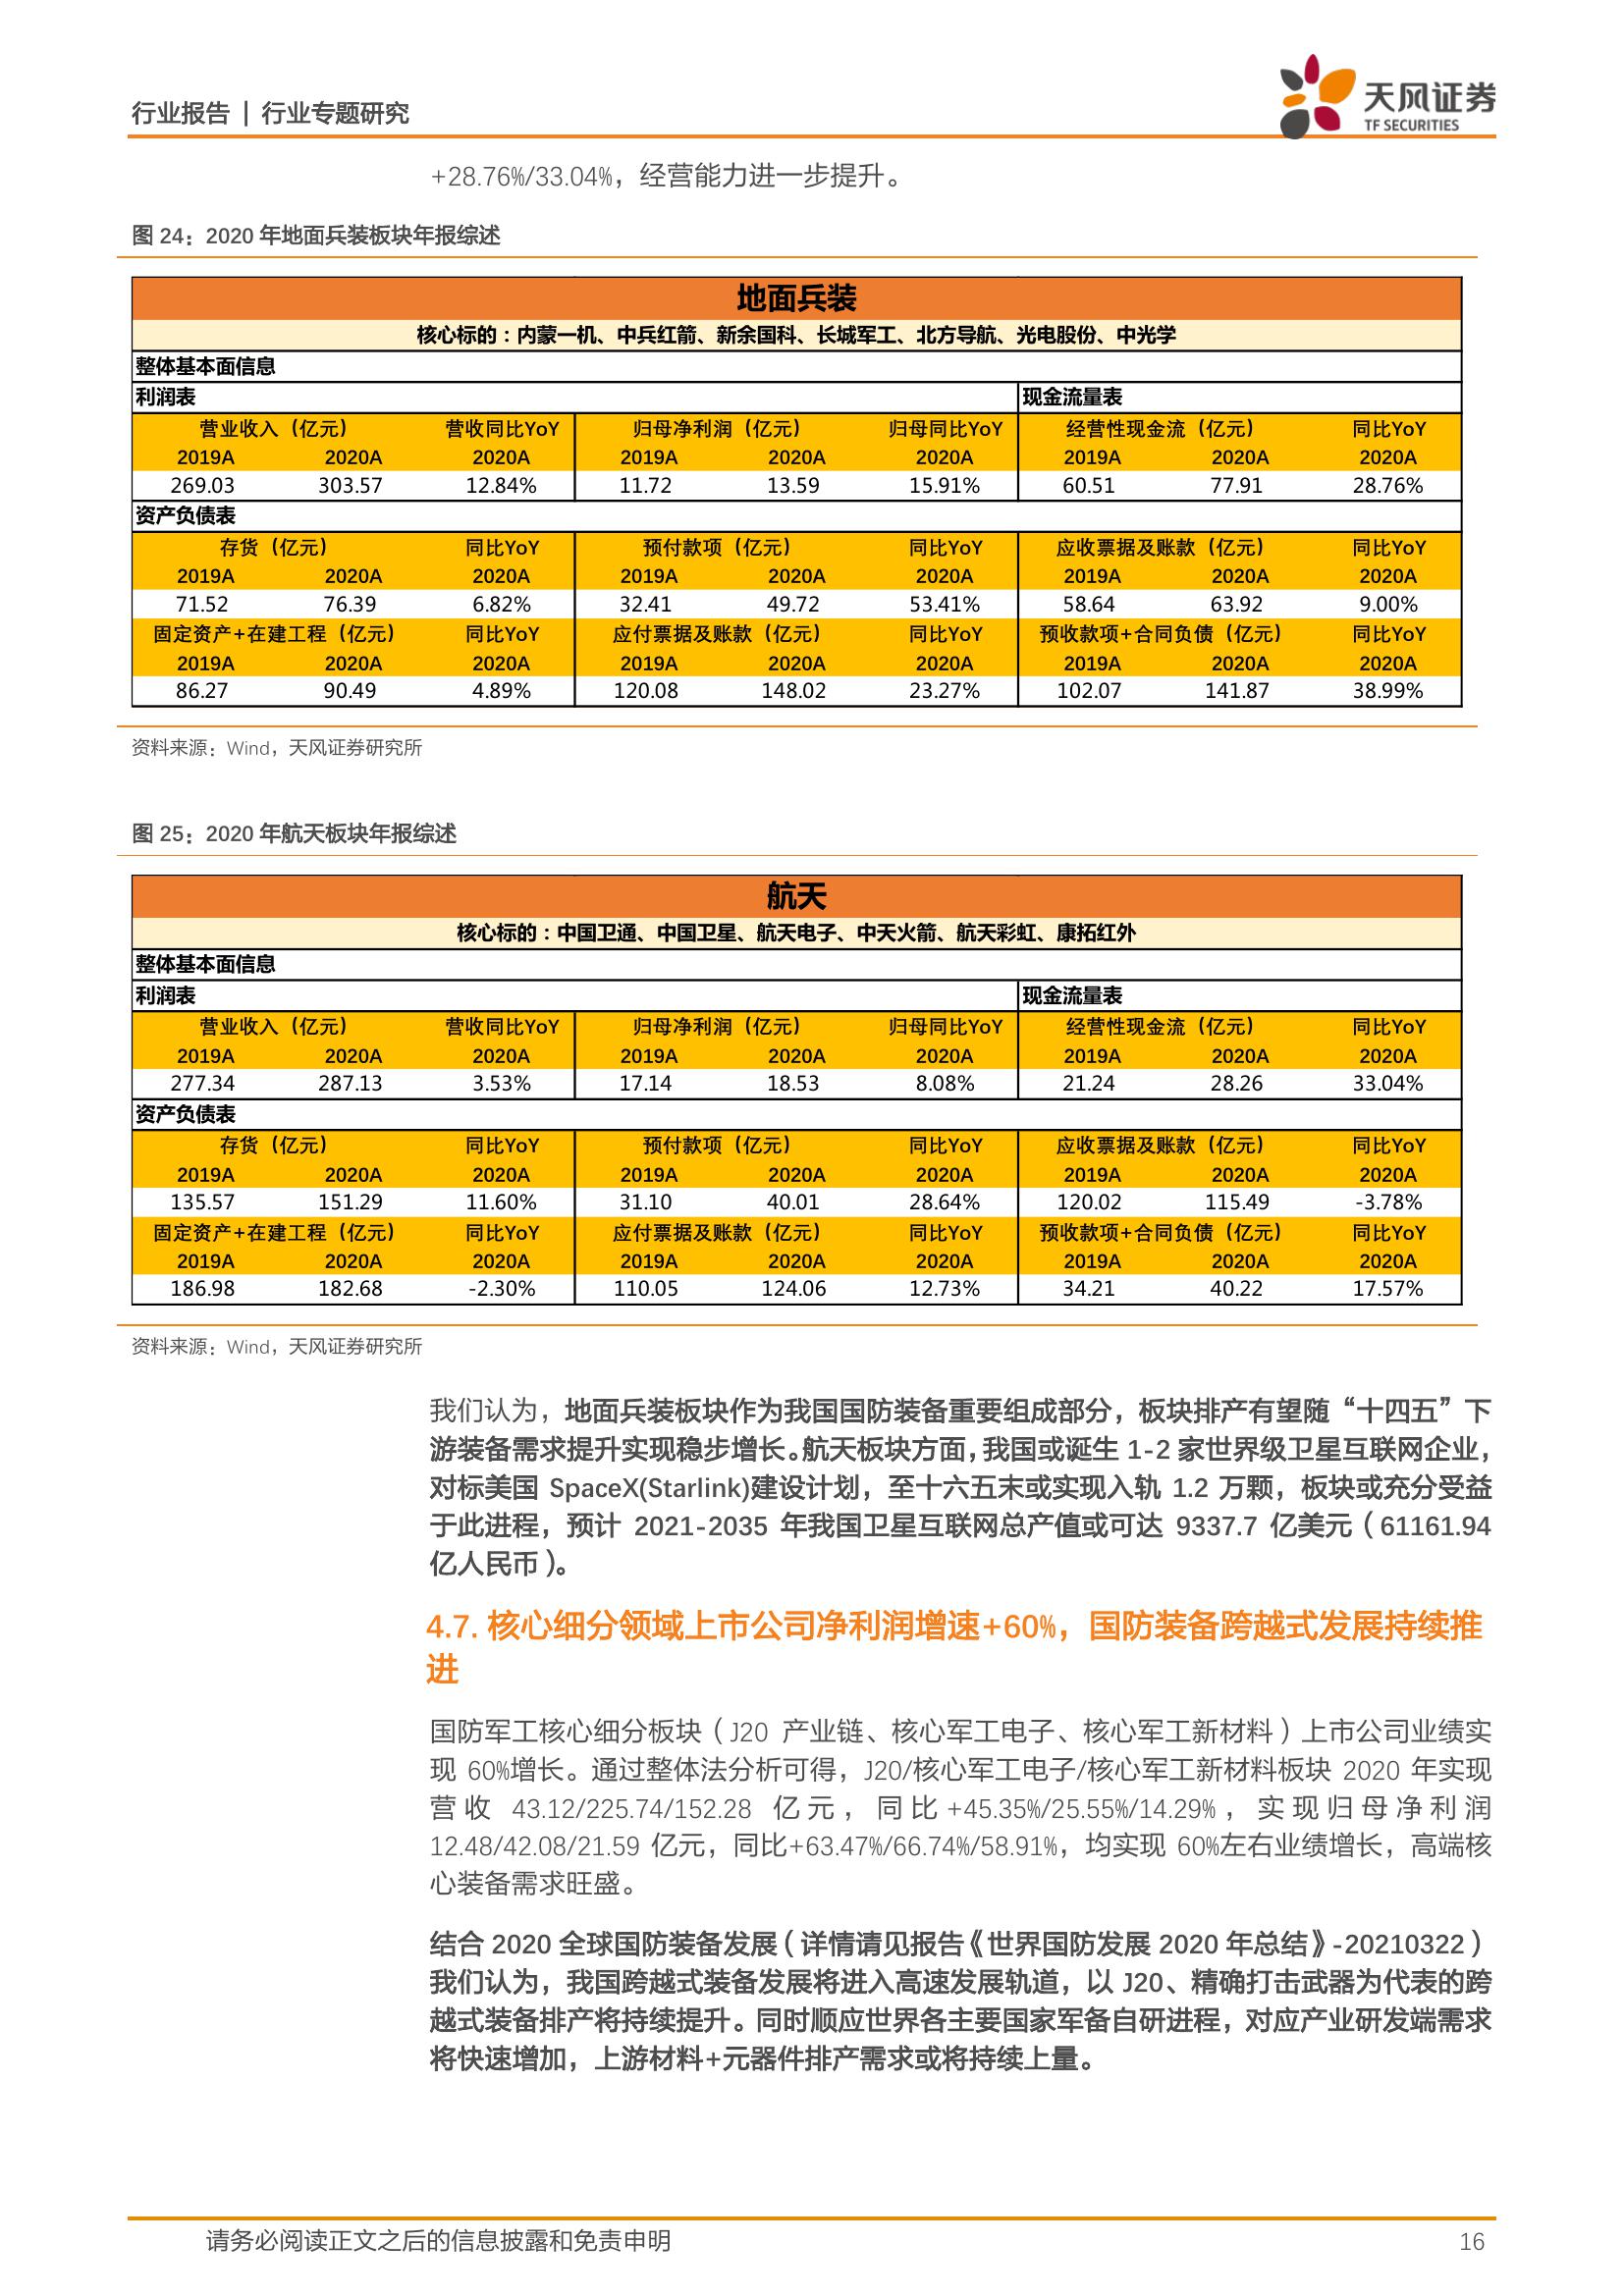 行业报告 | 行业专题研究
天风证券
TF SECURITIES
+28.76%/33.04%，经营能力进一步提升。
图 24：2020 年地面兵装板块年报综述
地面兵装
核心标的：内蒙一机、中兵红箭、新余国科、长城军工、北方导航、光电股份、中光学
整体基本面信息
利润表 现金流量表
营业收入（亿元） 营收同比YoY 归母净利润（亿元） 归母同比YoY 经营性现金流（亿元） 同比YoY
2019A 2020A 2020A 2019A 2020A 2020A 2019A 2020A 2020A
269.03 303.57 12.84% 11.72 13.59 15.91% 60.51 77.91 28.76%
资产负债表
存货（亿元） 同比YoY 预付款项（亿元） 同比YoY 应收票据及账款（亿元） 同比YoY
2019A 2020A 2020A 2019A 2020A 2020A 2019A 2020A 2020A
71.52 76.39 6.82% 32.41 49.72 53.41% 58.64 63.92 9.00%
固定资产+在建工程（亿元） 同比YoY 应付票据及账款（亿元） 同比YoY 预收款项+合同负债（亿元） 同比YoY
2019A 2020A 2020A 2019A 2020A 2020A 2019A 2020A 2020A
86.27 90.49 4.89% 120.08 148.02 23.27% 102.07 141.87 38.99%
资料来源：Wind，天风证券研究所
图 25：2020 年航天板块年报综述
航天
核心标的：中国卫通、中国卫星、航天电子、中天火箭、航天彩虹、康拓红外
整体基本面信息
利润表 现金流量表
营业收入（亿元） 营收同比YoY 归母净利润（亿元） 归母同比YoY 经营性现金流（亿元） 同比YoY
2019A 2020A 2020A 2019A 2020A 2020A 2019A 2020A 2020A
277.34 287.13 3.53% 17.14 18.53 8.08% 21.24 28.26 33.04%
资产负债表
存货（亿元） 同比YoY 预付款项（亿元） 同比YoY 应收票据及账款（亿元） 同比YoY
2019A 2020A 2020A 2019A 2020A 2020A 2019A 2020A 2020A
135.57 151.29 11.60% 31.10 40.01 28.64% 120.02 115.49 -3.78%
固定资产+在建工程（亿元） 同比YoY 应付票据及账款（亿元） 同比YoY 预收款项+合同负债（亿元） 同比YoY
2019A 2020A 2020A 2019A 2020A 2020A 2019A 2020A 2020A
186.98 182.68 -2.30% 110.05 124.06 12.73% 34.21 40.22 17.57%
资料来源：Wind，天风证券研究所
我们认为，地面兵装板块作为我国国防装备重要组成部分，板块排产有望随“十四五”下
游装备需求提升实现稳步增长。航天板块方面，我国或诞生 1-2 家世界级卫星互联网企业，
对标美国 SpaceX(Starlink)建设计划，至十六五末或实现入轨 1.2 万颗，板块或充分受益
于此进程，预计 2021-2035 年我国卫星互联网总产值或可达 9337.7 亿美元（61161.94
亿人民币）。
4.7. 核心细分领域上市公司净利润增速+60%，国防装备跨越式发展持续推
进
国防军工核心细分板块（J20 产业链、核心军工电子、核心军工新材料）上市公司业绩实
现 60%增长。通过整体法分析可得，J20/核心军工电子/核心军工新材料板块 2020 年实现
营收 43.12/225.74/152.28 亿元，同比+45.35%/25.55%/14.29%，实现归母净利润
12.48/42.08/21.59 亿元，同比+63.47%/66.74%/58.91%，均实现 60%左右业绩增长，高端核
心装备需求旺盛。
结合 2020 全球国防装备发展（详情请见报告《世界国防发展 2020 年总结》-20210322）
我们认为，我国跨越式装备发展将进入高速发展轨道，以 J20、精确打击武器为代表的跨
越式装备排产将持续提升。同时顺应世界各主要国家军备自研进程，对应产业研发端需求
将快速增加，上游材料+元器件排产需求或将持续上量。
请务必阅读正文之后的信息披露和免责申明 16